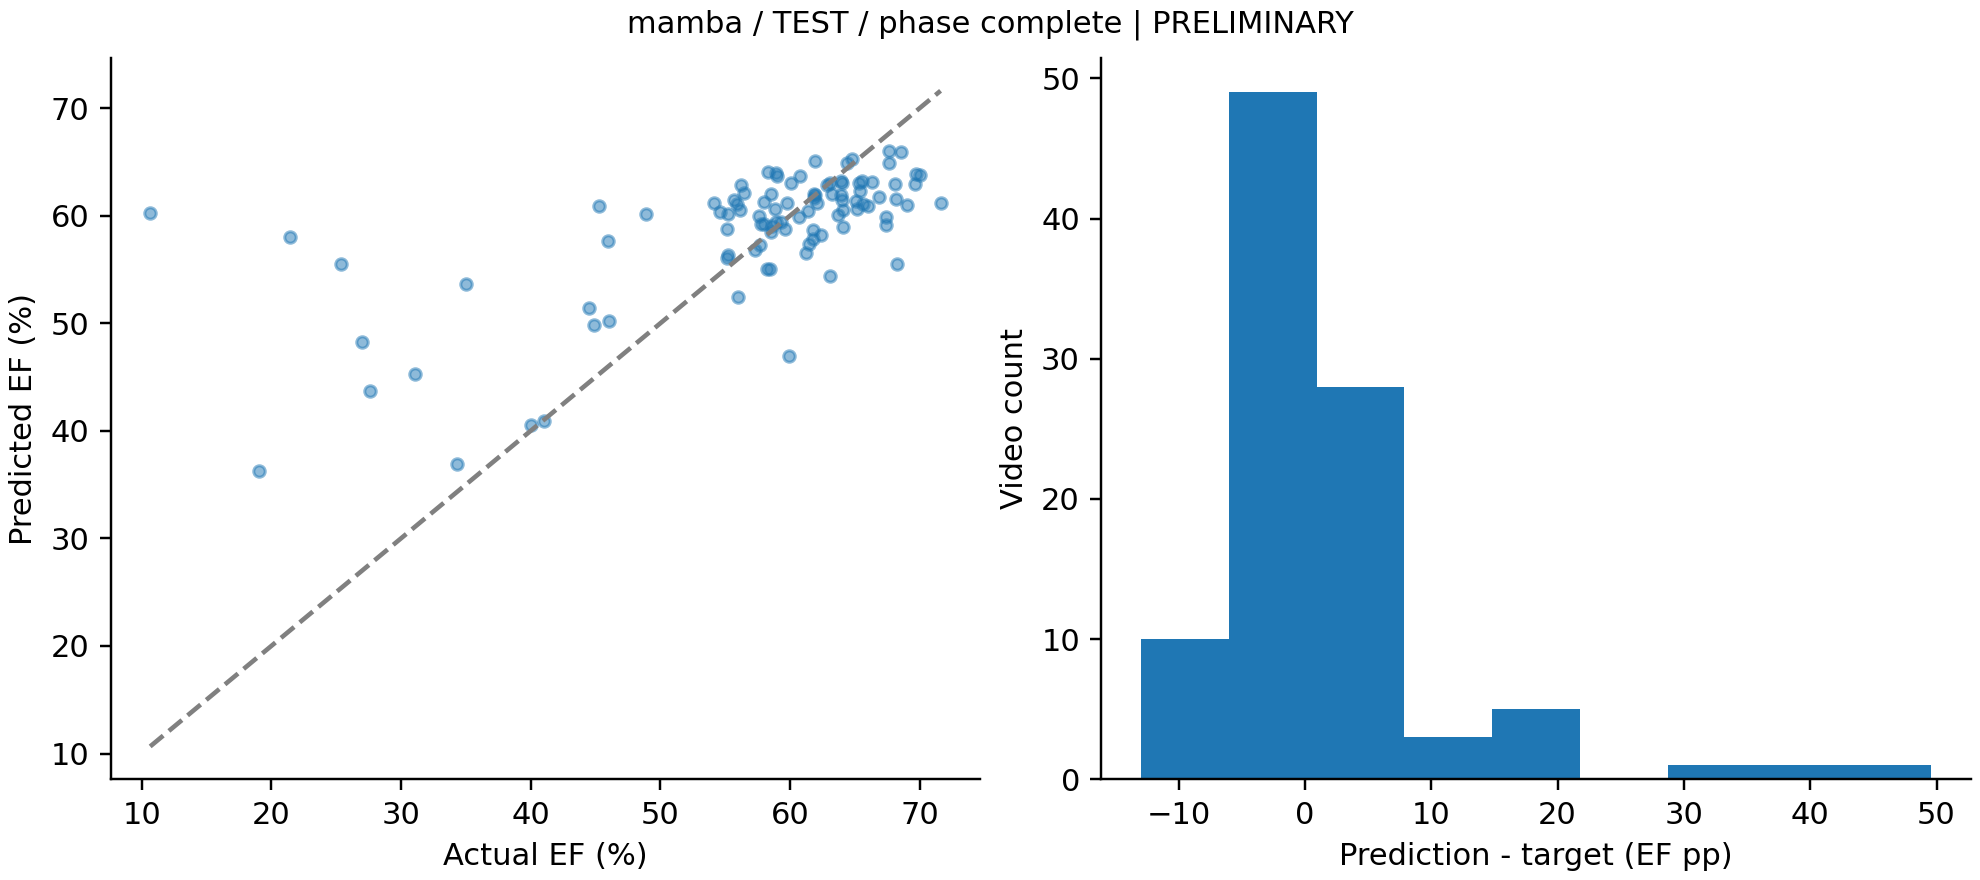 mamba / TEST / phase complete | PRELIMINARY
Predicted EF (%)
70
60
50
40
30
20
10
10 20 30 40 50 60 70
Actual EF (%)
Video count
50
40
30
20
10
0
−10 0 10 20 30 40 50
Prediction - target (EF pp)